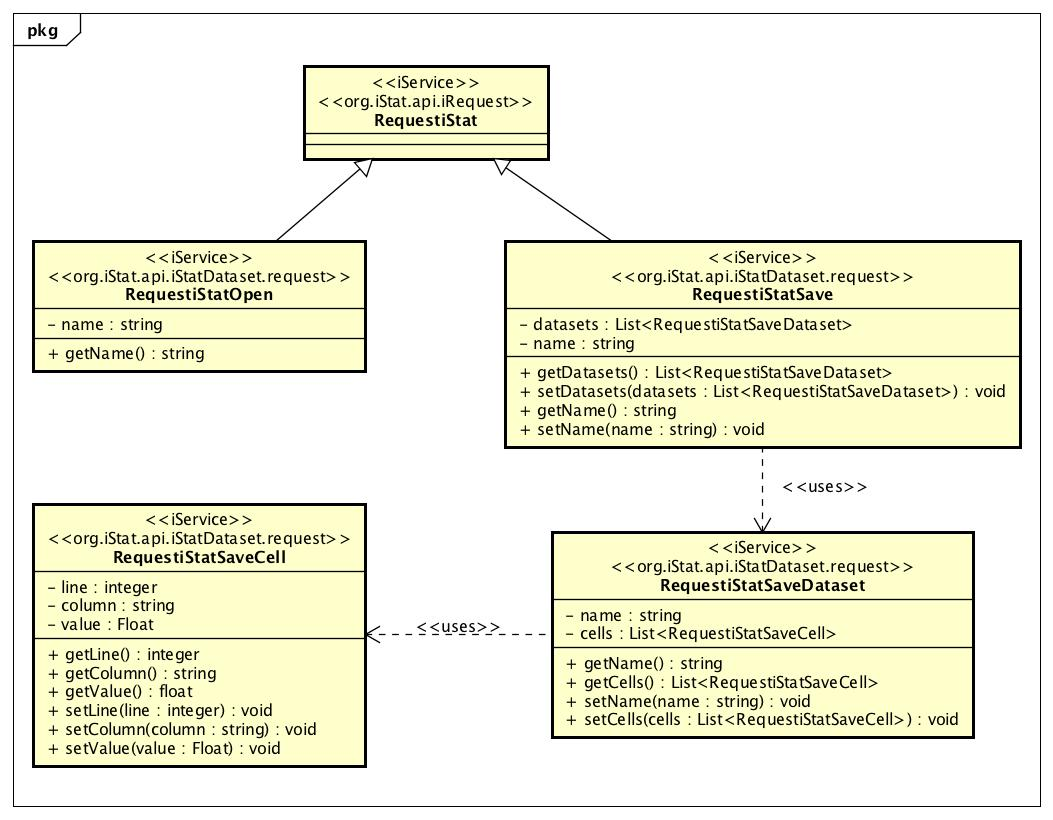 pkg
<<iService>>
<<org.iStat.api.iRequest>>
RequestiStat
<<iService>>
<<org.iStat.api.iStatDataset.request>>
RequestiStatOpen
- name : string
+ getName() : string
<<iService>>
<<org.iStat.api.iStatDataset.request>>
RequestiStatSave
- datasets : List<RequestiStatSaveDataset>
- name : string
+ getDatasets() : List<RequestiStatSaveDataset>
+ setDatasets(datasets : List<RequestiStatSaveDataset>) : void
+ getName() : string
+ setName(name : string) : void
<<uses>>
<<iService>>
<<org.iStat.api.iStatDataset.request>>
RequestiStatSaveCell
- line : integer
- column : string
- value : Float
+ getLine() : integer
+ getColumn() : string
+ getValue() : float
+ setLine(line : integer) : void
+ setColumn(column : string) : void
+ setValue(value : Float) : void
<<uses>>
<<iService>>
<<org.iStat.api.iStatDataset.request>>
RequestiStatSaveDataset
- name : string
- cells : List<RequestiStatSaveCell>
+ getName() : string
+ getCells() : List<RequestiStatSaveCell>
+ setName(name : string) : void
+ setCells(cells : List<RequestiStatSaveCell>) : void